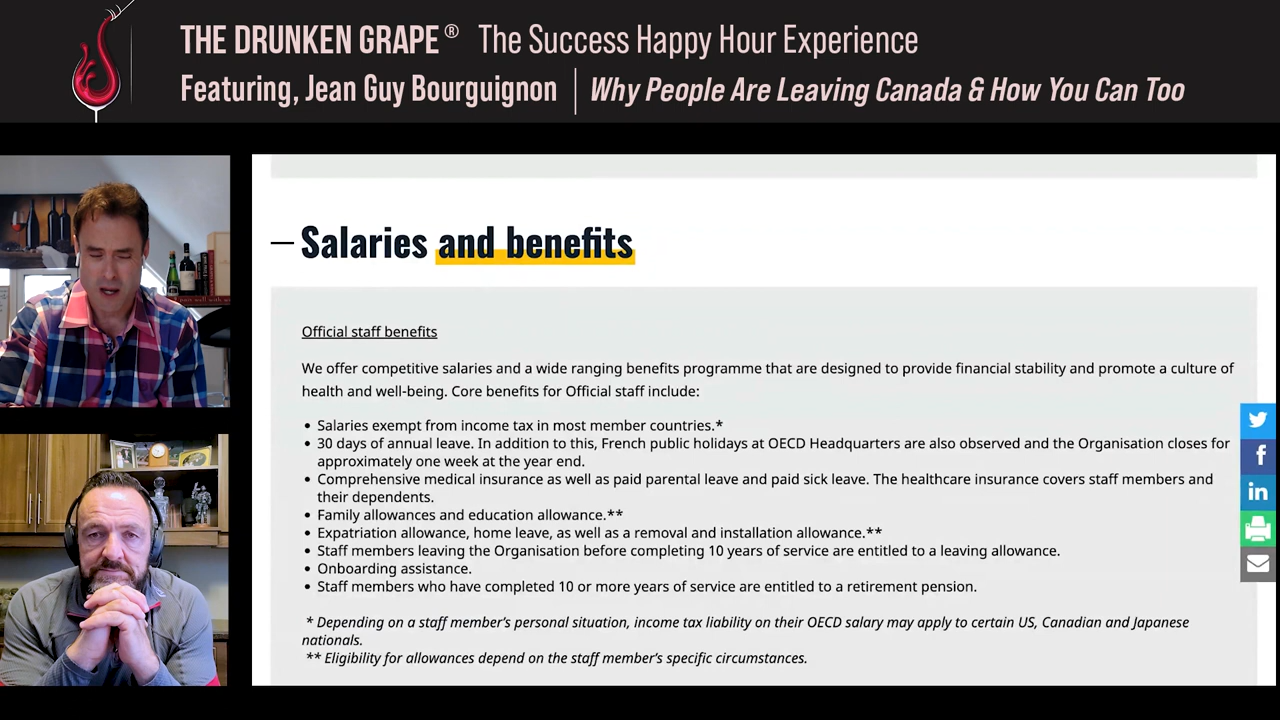 THE DRUNKEN GRAPE® The Success Happy Hour Experience
Featuring, Jean Guy Bourguignon | Why People Are Leaving Canada & How You Can Too
Salaries and benefits
Official staff benefits
We offer competitive salaries and a wide ranging benefits programme that are designed to provide financial stability and promote a culture of
health and well-being. Core benefits for Official staff include:
• Salaries exempt from income tax in most member countries.*
• 30 days of annual leave. In addition to this, French public holidays at OECD Headquarters are also observed and the Organisation closes for
approximately one week at the year end.
• Comprehensive medical insurance as well as paid parental leave and paid sick leave. The healthcare insurance covers staff members and
their dependents.
• Family allowances and education allowance.**
• Expatriation allowance, home leave, as well as a removal and installation allowance.**
• Staff members leaving the Organisation before completing 10 years of service are entitled to a leaving allowance.
• Onboarding assistance.
• Staff members who have completed 10 or more years of service are entitled to a retirement pension.
* Depending on a staff member's personal situation, income tax liability on their OECD salary may apply to certain US, Canadian and Japanese
nationals.
** Eligibility for allowances depend on the staff member's specific circumstances.